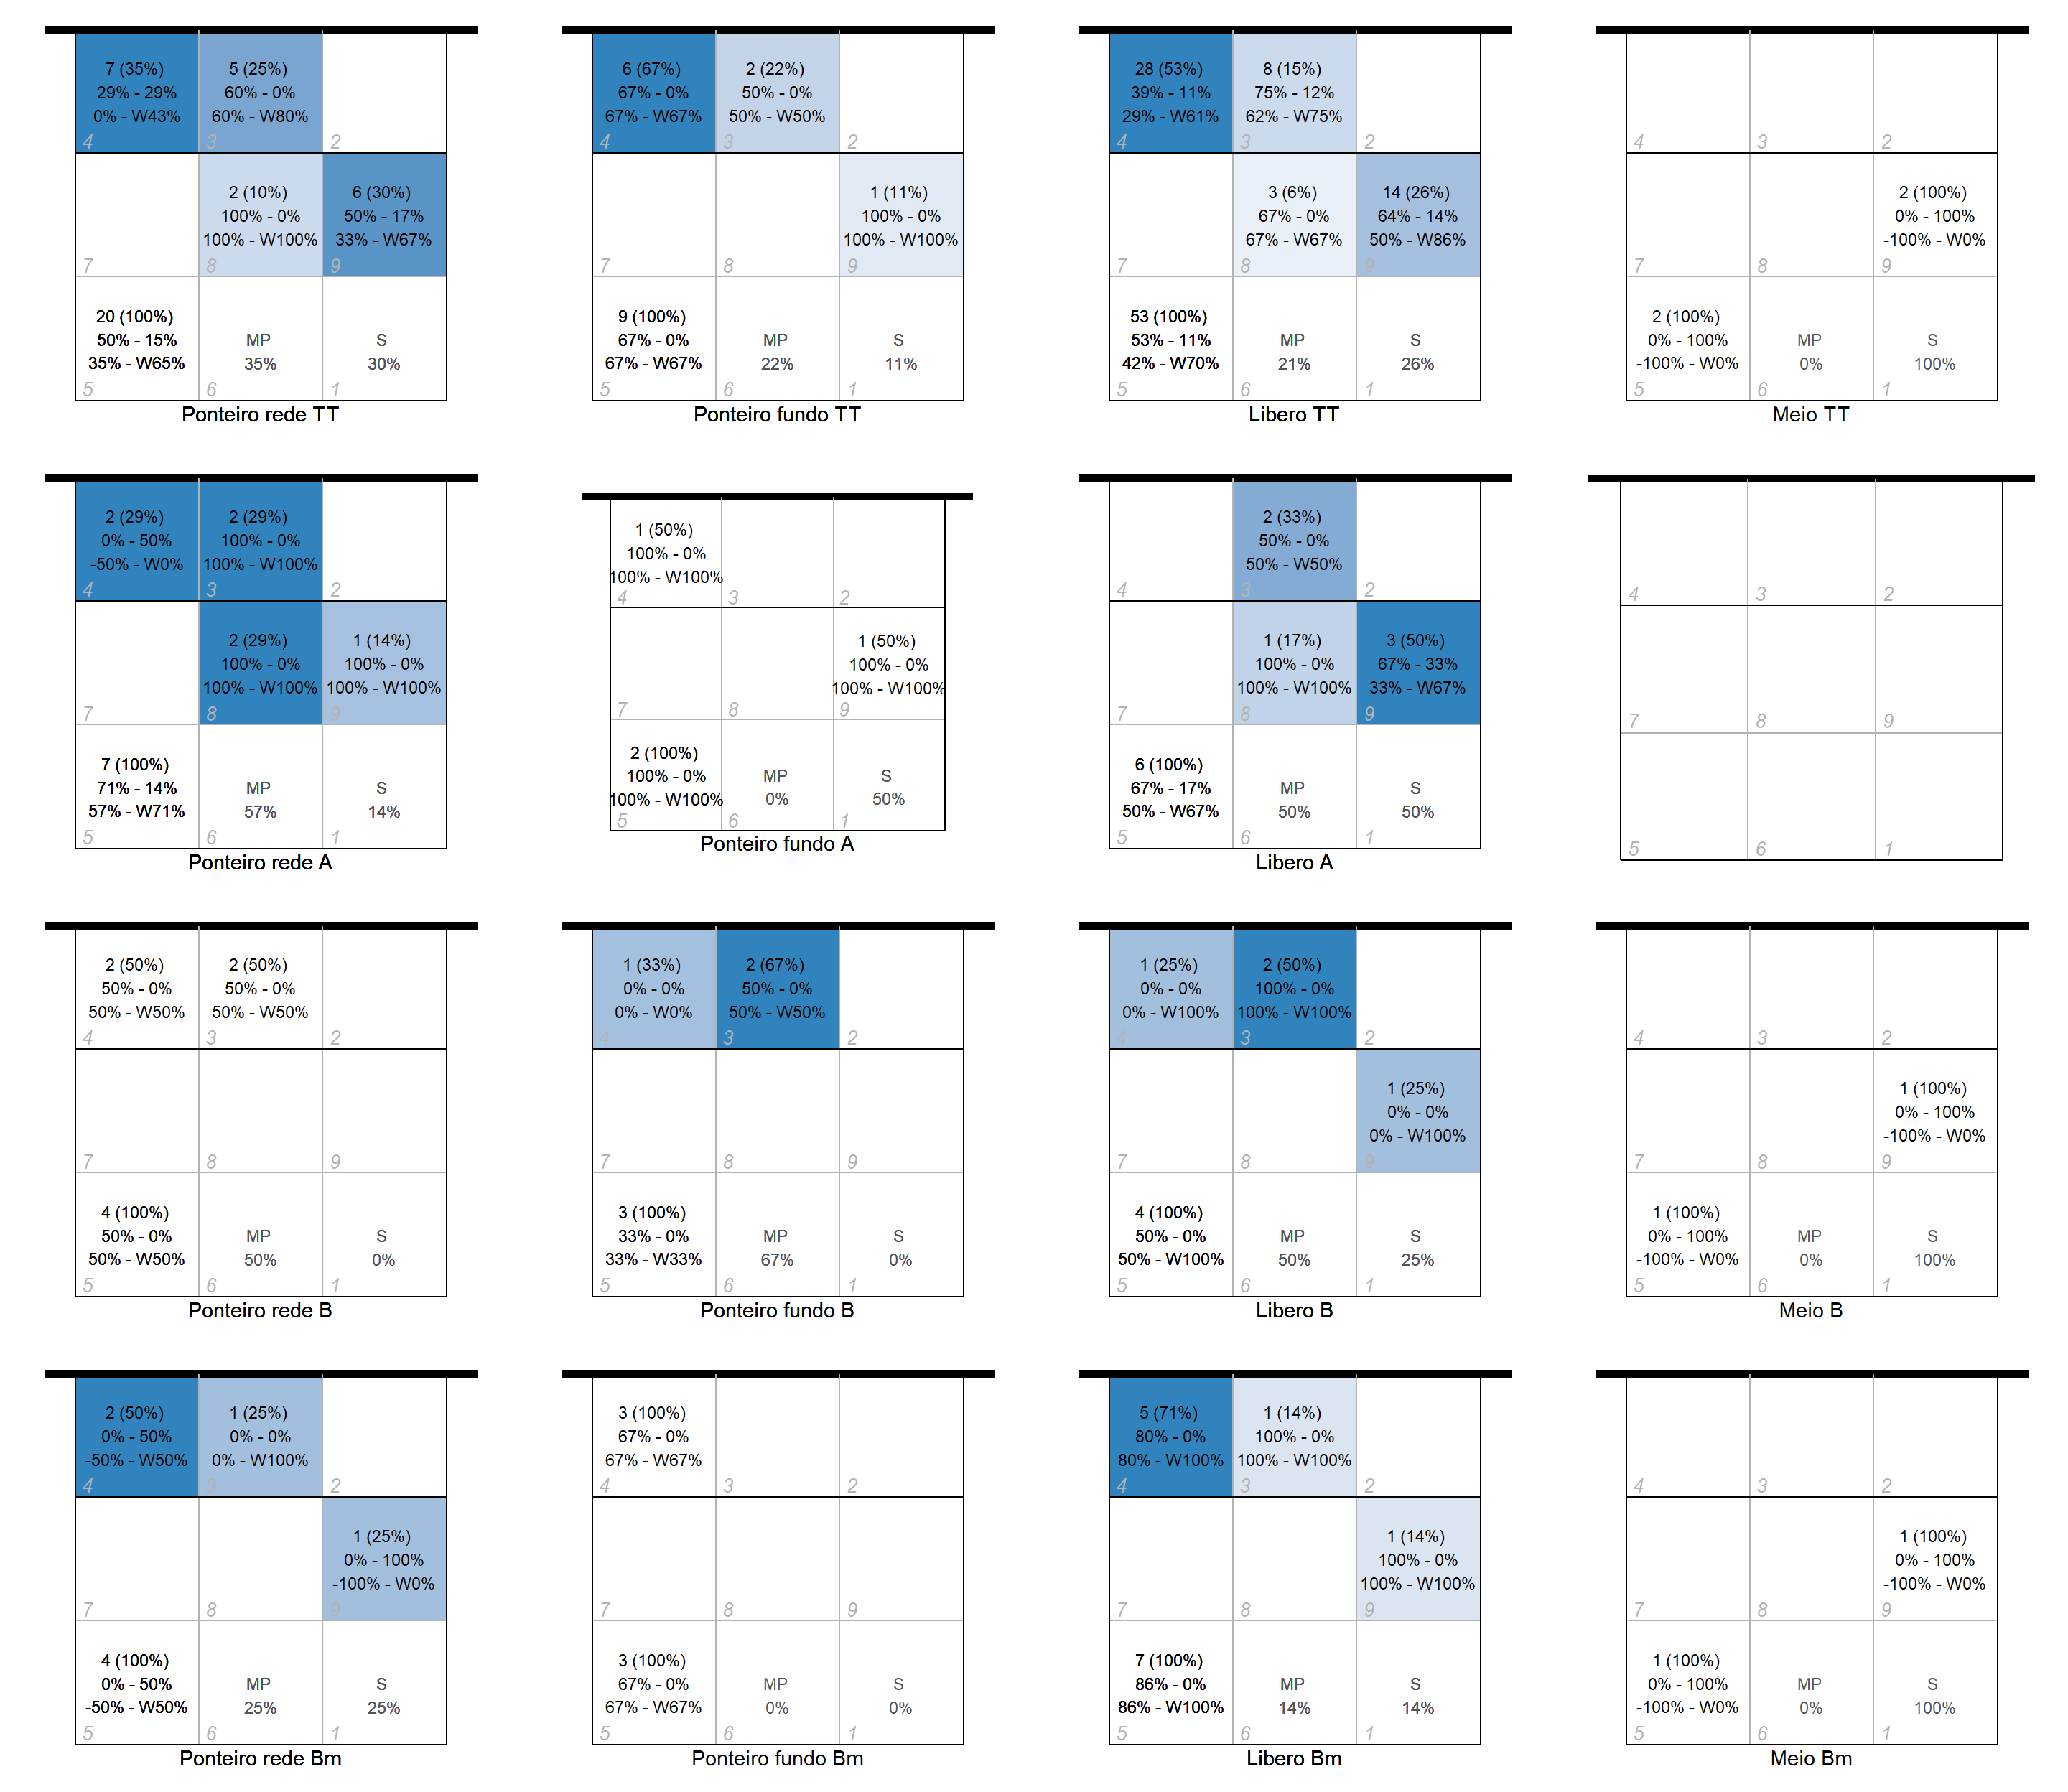 7 (35%)
29% - 29%
0% - W43%
4
5 (25%)
60% - 0%
60% - W80%
3
2
7
2 (10%)
100% - 0%
100% - W100%
8
6 (30%)
50% - 17%
33% - W67%
9
20 (100%)
50% - 15%
35% - W65%
5
MP
35%
6
S
30%
1
Ponteiro rede TT
6 (67%)
67% - 0%
67% - W67%
4
2 (22%)
50% - 0%
50% - W50%
3
2
7
8
1 (11%)
100% - 0%
100% - W100%
9
9 (100%)
67% - 0%
67% - W67%
5
MP
22%
6
S
11%
1
Ponteiro fundo TT
28 (53%)
39% - 11%
29% - W61%
4
8 (15%)
75% - 12%
62% - W75%
3
2
7
3 (6%)
67% - 0%
67% - W67%
8
14 (26%)
64% - 14%
50% - W86%
9
53 (100%)
53% - 11%
42% - W70%
5
MP
21%
6
S
26%
1
Libero TT
4
3
2
7
8
2 (100%)
0% - 100%
-100% - W0%
9
2 (100%)
0% - 100%
-100% - W0%
5
MP
0%
6
S
100%
1
Meio TT
2 (29%)
0% - 50%
-50% - W0%
4
2 (29%)
100% - 0%
100% - W100%
3
2
7
2 (29%)
100% - 0%
100% - W100%
8
1 (14%)
100% - 0%
100% - W100%
9
7 (100%)
71% - 14%
57% - W71%
5
MP
57%
6
S
14%
1
Ponteiro rede A
1 (50%)
100% - 0%
100% - W100%
4
3
2
7
8
1 (50%)
100% - 0%
100% - W100%
9
2 (100%)
100% - 0%
100% - W100%
5
MP
0%
6
S
50%
1
Ponteiro fundo A
4
2 (33%)
50% - 0%
50% - W50%
3
2
7
1 (17%)
100% - 0%
100% - W100%
8
3 (50%)
67% - 33%
33% - W67%
9
6 (100%)
67% - 17%
50% - W67%
5
MP
50%
6
S
50%
1
Libero A
4
3
2
7
8
9
5
6
1
2 (50%)
50% - 0%
50% - W50%
4
2 (50%)
50% - 0%
50% - W50%
3
2
7
8
9
4 (100%)
50% - 0%
50% - W50%
5
MP
50%
6
S
0%
1
Ponteiro rede B
1 (33%)
0% - 0%
0% - W0%
4
2 (67%)
50% - 0%
50% - W50%
3
2
7
8
9
3 (100%)
33% - 0%
33% - W33%
5
MP
67%
6
S
0%
1
Ponteiro fundo B
1 (25%)
0% - 0%
0% - W100%
4
2 (50%)
100% - 0%
100% - W100%
3
2
7
8
1 (25%)
0% - 0%
0% - W100%
9
4 (100%)
50% - 0%
50% - W100%
5
MP
50%
6
S
25%
1
Libero B
4
3
2
7
8
1 (100%)
0% - 100%
-100% - W0%
9
1 (100%)
0% - 100%
-100% - W0%
5
MP
0%
6
S
100%
1
Meio B
2 (50%)
0% - 50%
-50% - W50%
4
1 (25%)
0% - 0%
0% - W100%
3
2
7
8
1 (25%)
0% - 100%
-100% - W0%
9
4 (100%)
0% - 50%
-50% - W50%
5
MP
25%
6
S
25%
1
Ponteiro rede Bm
3 (100%)
67% - 0%
67% - W67%
4
3
2
7
8
9
3 (100%)
67% - 0%
67% - W67%
5
MP
0%
6
S
0%
1
Ponteiro fundo Bm
5 (71%)
80% - 0%
80% - W100%
4
1 (14%)
100% - 0%
100% - W100%
3
2
7
8
1 (14%)
100% - 0%
100% - W100%
9
7 (100%)
86% - 0%
86% - W100%
5
MP
14%
6
S
14%
1
Libero Bm
4
3
2
7
8
1 (100%)
0% - 100%
-100% - W0%
9
1 (100%)
0% - 100%
-100% - W0%
5
MP
0%
6
S
100%
1
Meio Bm